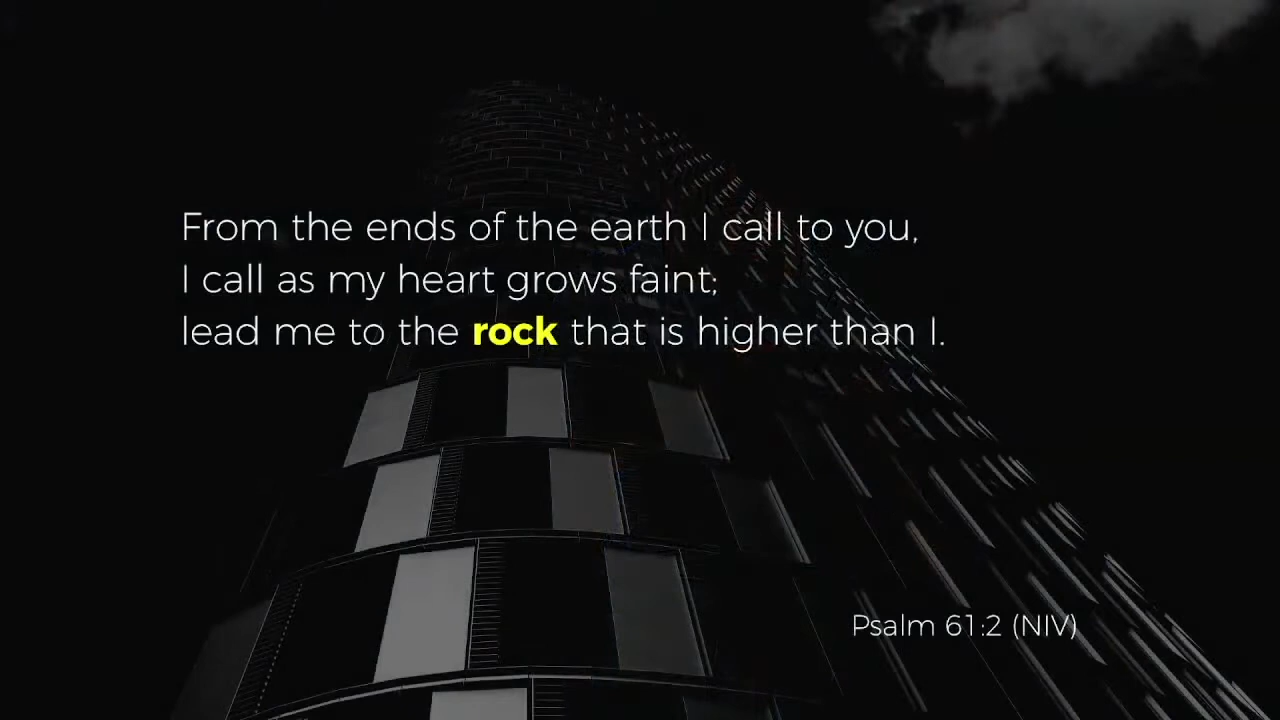 From the ends of the earth I call to you,
I call as my heart grows faint;
lead me to the rock that is higher than I.
Psalm 61:2 (NIV)